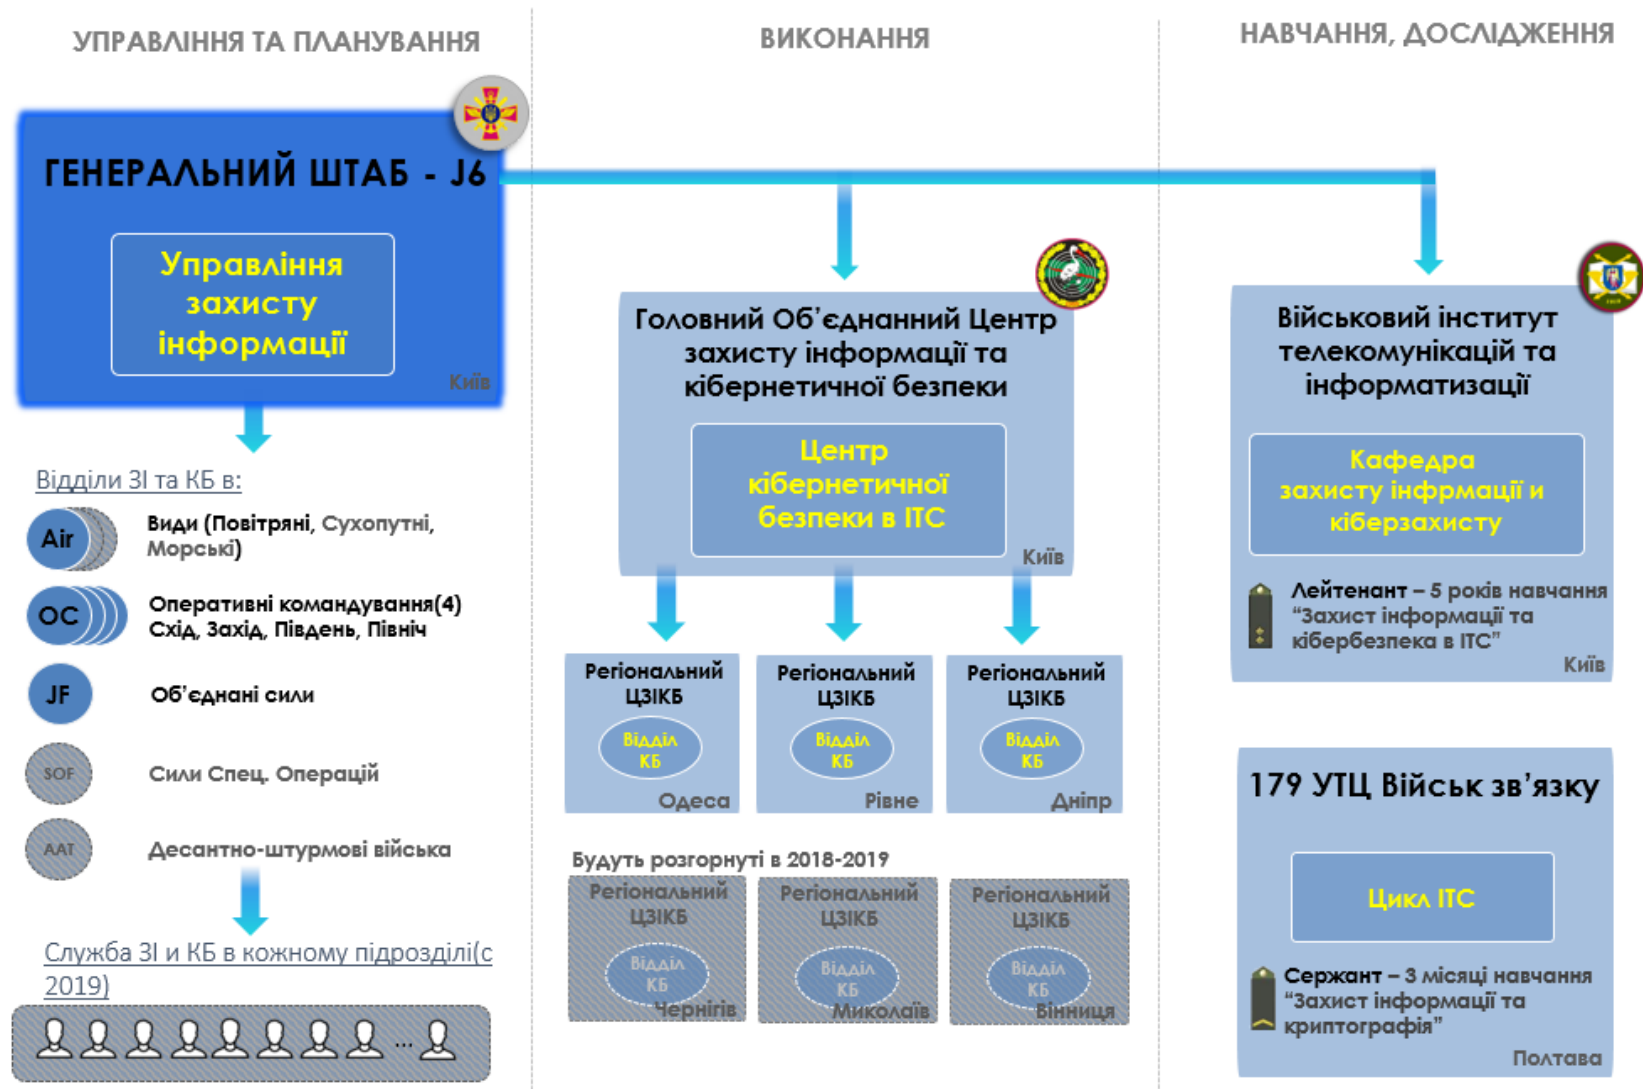 УПРАВЛІННЯ ТА ПЛАНУВАННЯ
ГЕНЕРАЛЬНИЙ ШТАБ - J6
Управління
захисту
інформації
Київ
Відділи ЗІ та КБ в:
Air
Види (Повітряні, Сухопутні,
Морські)
OC
Оперативні командування(4)
Схід, Захід, Південь, Північ
JF
Об’єднані сили
SOF
Сили Спец. Операцій
AAT
Десантно-штурмові війська
Служба ЗІ и КБ в кожному підрозділі(с
2019)
...
ВИКОНАННЯ
Головний Об’єднанний Центр
захисту інформації та
кібернетичної безпеки
Центр
кібернетичної
безпеки в ІТС
Київ
Регіональний
ЦЗІКБ
Відділ
КБ
Одеса
Регіональний
ЦЗІКБ
Відділ
КБ
Рівне
Регіональний
ЦЗІКБ
Відділ
КБ
Дніпр
Будуть розгорнуті в 2018-2019
Регіональний
ЦЗІКБ
Відділ
КБ
Чернігів
Регіональний
ЦЗІКБ
Відділ
КБ
Миколаїв
Регіональний
ЦЗІКБ
Відділ
КБ
Вінниця
НАВЧАННЯ, ДОСЛІДЖЕННЯ
Військовий інститут
телекомунікацій та
інформатизації
Кафедра
захисту інфрмації и
кіберзахисту
Лейтенант – 5 років навчання
“Захист інформації та
кібербезпека в ІТС”
Київ
179 УТЦ Військ зв’язку
Цикл ІТС
Сержант – 3 місяці навчання
“Захист інформації та
криптографія”
Полтава